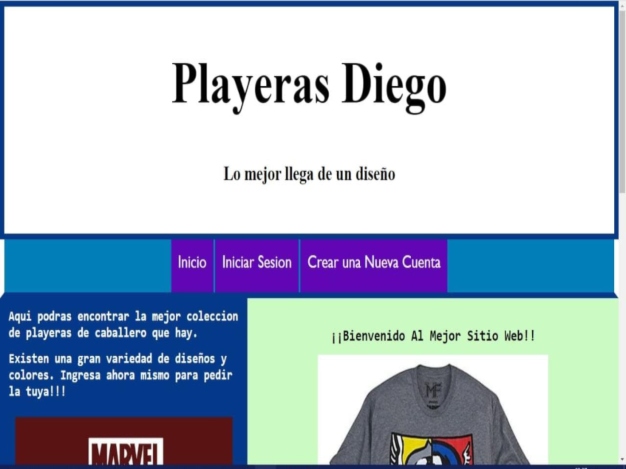 Playeras Diego
Lo mejor llega de un diseño
Inicio
Iniciar Sesion
Crear una Nueva Cuenta
Aqui podras encontrar la mejor coleccion
de playeras de caballero que hay.
Existen una gran variedad de diseños y
colores. Ingresa ahora mismo para pedir
la tuya!!!
¡¡Bienvenido Al Mejor Sitio Web!!
MARVEL